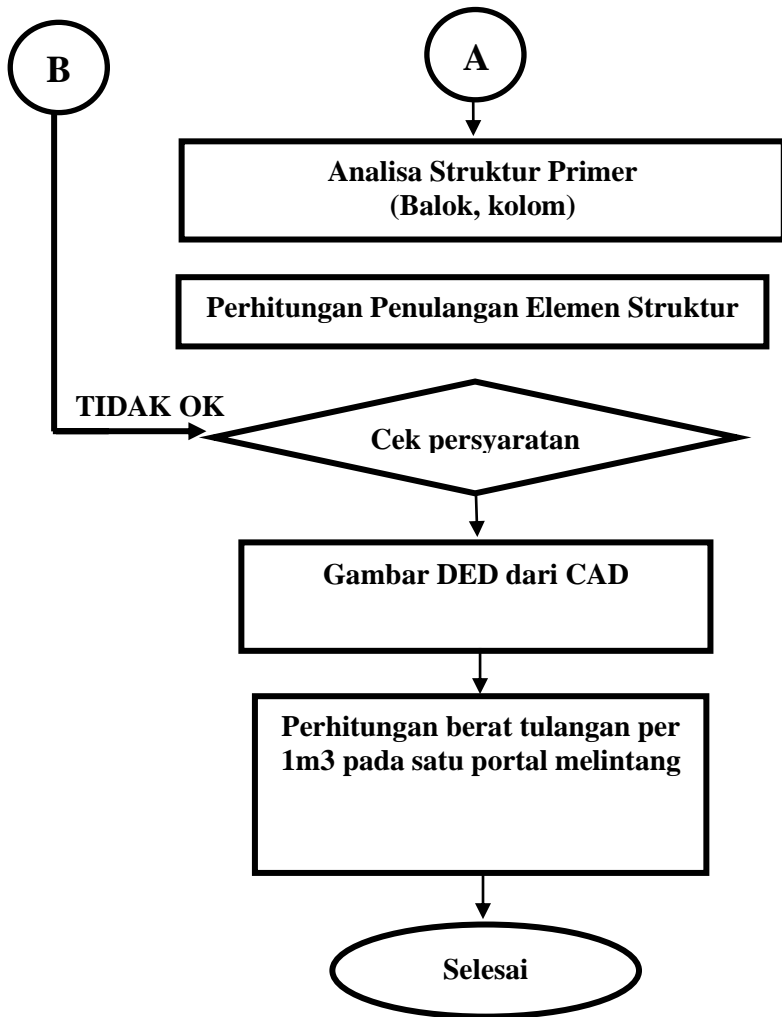 B
A
Analisa Struktur Primer
(Balok, kolom)
Perhitungan Penulangan Elemen Struktur
TIDAK OK
Cek persyaratan
Gambar DED dari CAD
Perhitungan berat tulangan per
1m3 pada satu portal melintang
Selesai